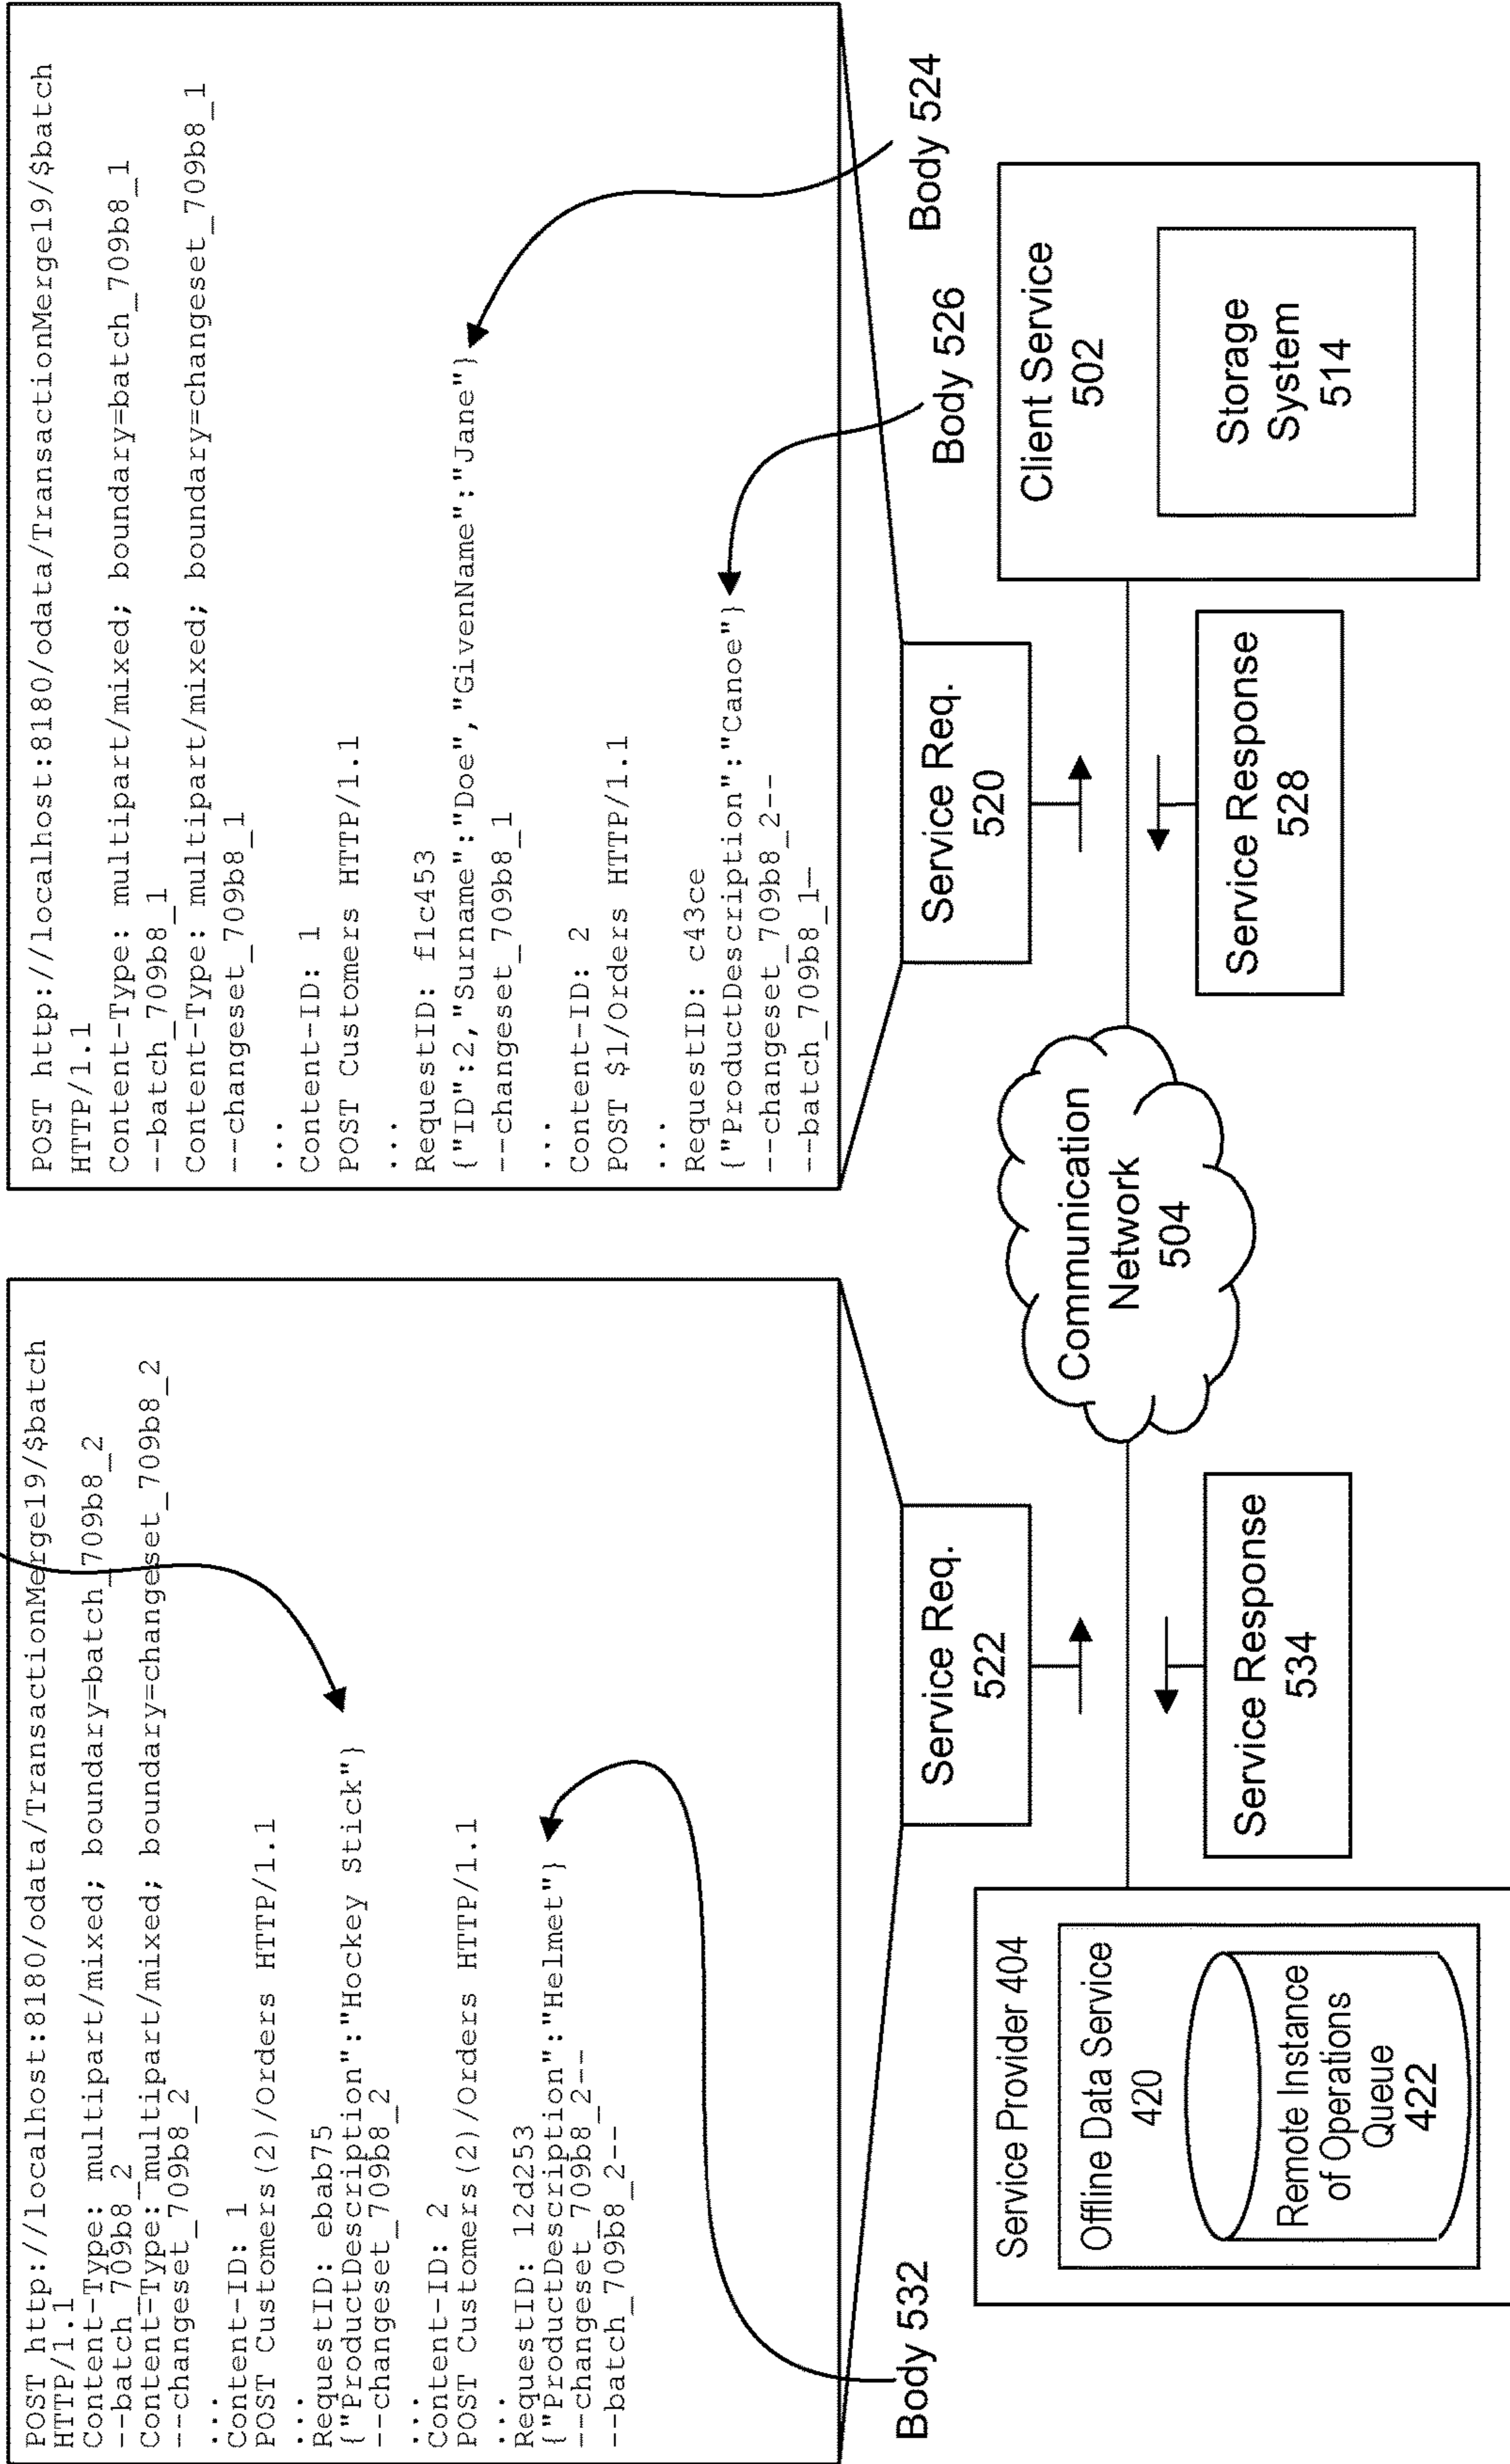 POST http://localhost:8180/odata/TransactionMerge19/$batch
HTTP/1.1
Content-Type: multipart/mixed; boundary=batch_709b8_2
--batch_709b8_2
Content-Type: multipart/mixed; boundary=changeset_709b8_2
--changeset_709b8_2
...
Content-ID: 1
POST Customers(2)/Orders HTTP/1.1
...
RequestID: ebab75
{"ProductDescription":"Hockey Stick"}
--changeset_709b8_2
...
Content-ID: 2
POST Customers(2)/Orders HTTP/1.1
...
RequestID: 12d253
{"ProductDescription":"Helmet"}
--changeset_709b8_2--
--batch_709b8_2--
POST http://localhost:8180/odata/TransactionMerge19/$batch
HTTP/1.1
Content-Type: multipart/mixed; boundary=batch_709b8_1
--batch_709b8_1
Content-Type: multipart/mixed; boundary=changeset_709b8_1
--changeset_709b8_1
...
Content-ID: 1
POST Customers HTTP/1.1
...
RequestID: f1c453
{"ID":2,"Surname":"Doe","GivenName":"Jane"}
--changeset_709b8_1
...
Content-ID: 2
POST $1/Orders HTTP/1.1
...
RequestID: c43ce
{"ProductDescription":"Canoe"}
--changeset_709b8_2--
--batch_709b8_1—
Body 532
Body 526
Body 524
Service Req.
522
Service Req.
520
Service Provider 404
Offline Data Service
420
Remote Instance
of Operations
Queue
422
Service Response
534
Communication
Network
504
Service Response
528
Client Service
502
Storage
System
514